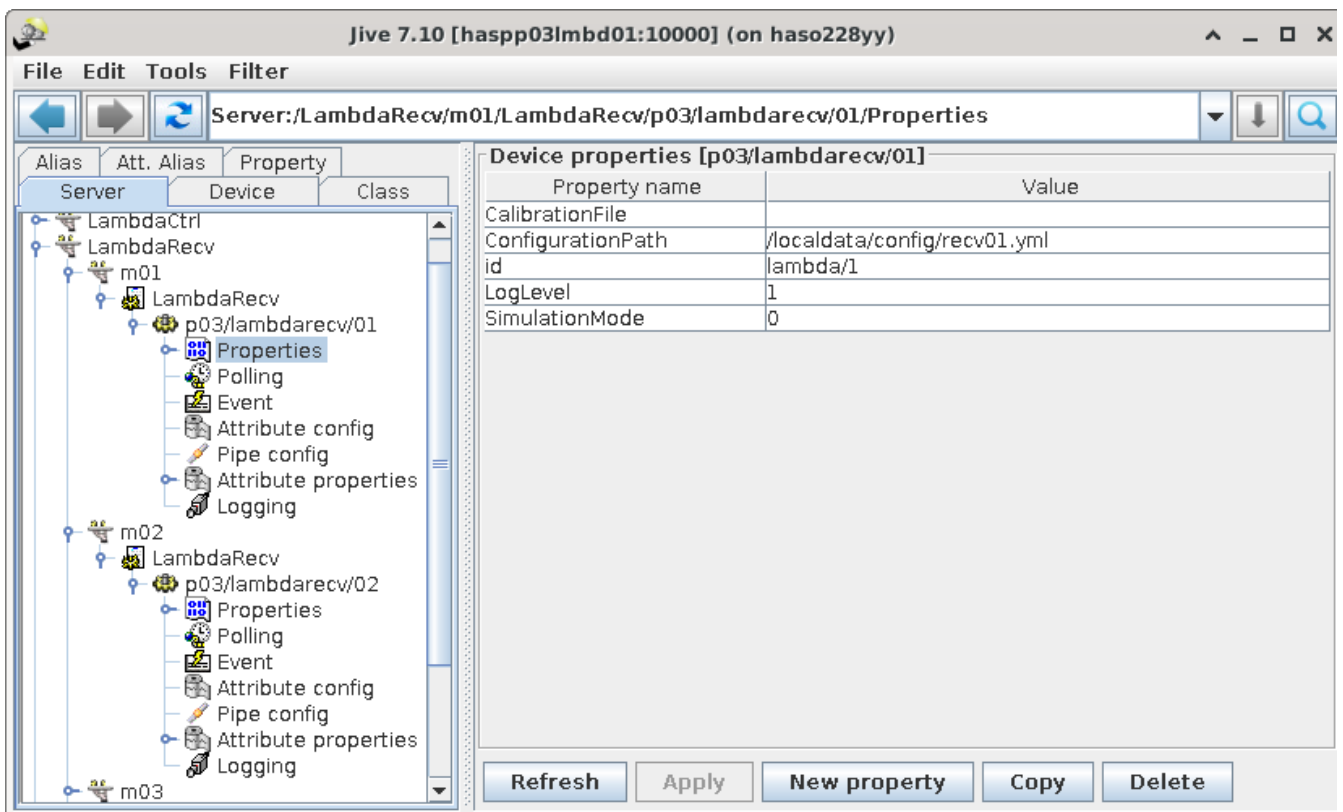 Jive 7.10 [haspp03lmbd01:10000] (on haso228yy)
File Edit Tools Filter
Server:/LambdaRecv/m01/LambdaRecv/p03/lambdarecv/01/Properties
Alias Att. Alias Property
Server Device Class
LambdaCtrl
LambdaRecv
m01
LambdaRecv
p03/lambdarecv/01
Properties
Polling
Event
Attribute config
Pipe config
Attribute properties
Logging
m02
LambdaRecv
p03/lambdarecv/02
Properties
Polling
Event
Attribute config
Pipe config
Attribute properties
Logging
m03
Device properties [p03/lambdarecv/01]
Property name Value
CalibrationFile
ConfigurationPath /localdata/config/recv01.yml
id lambda/1
LogLevel 1
SimulationMode 0
Refresh Apply New property Copy Delete